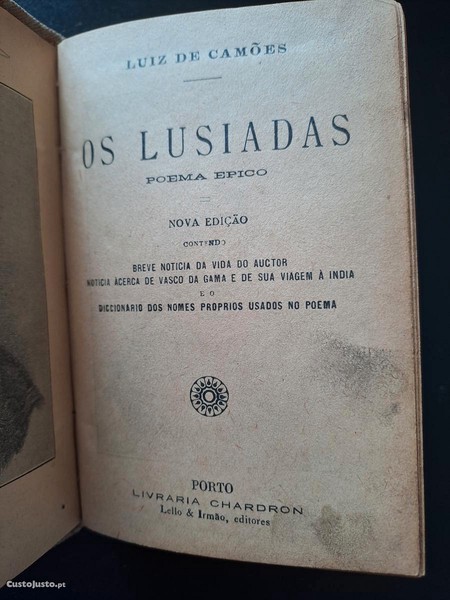 LUIZ DE CAMÕES
OS LUSIADAS
POEMA EPICO
NOVA EDIÇÃO
CONTENDO
BREVE NOTICIA DA VIDA DO AUCTOR
NOTICIA ÁCERCA DE VASCO DA GAMA E DE SUA VIAGEM Á INDIA
E O
DICCIONARIO DOS NOMES PROPRIOS USADOS NO POEMA
PORTO
LIVRARIA CHARDRON
Lello & Irmão, editores
CustoJusto.pt